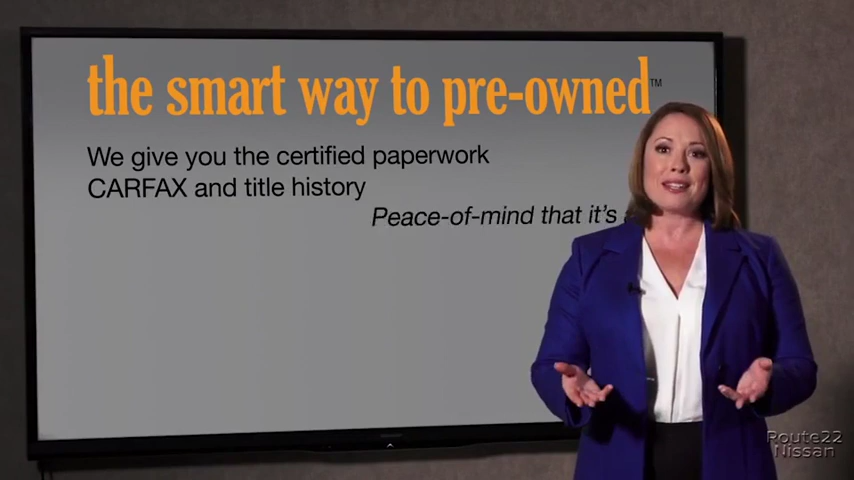 the smart way to pre-owned™
We give you the certified paperwork
CARFAX and title history
Peace-of-mind that it's
Route22
Nissan